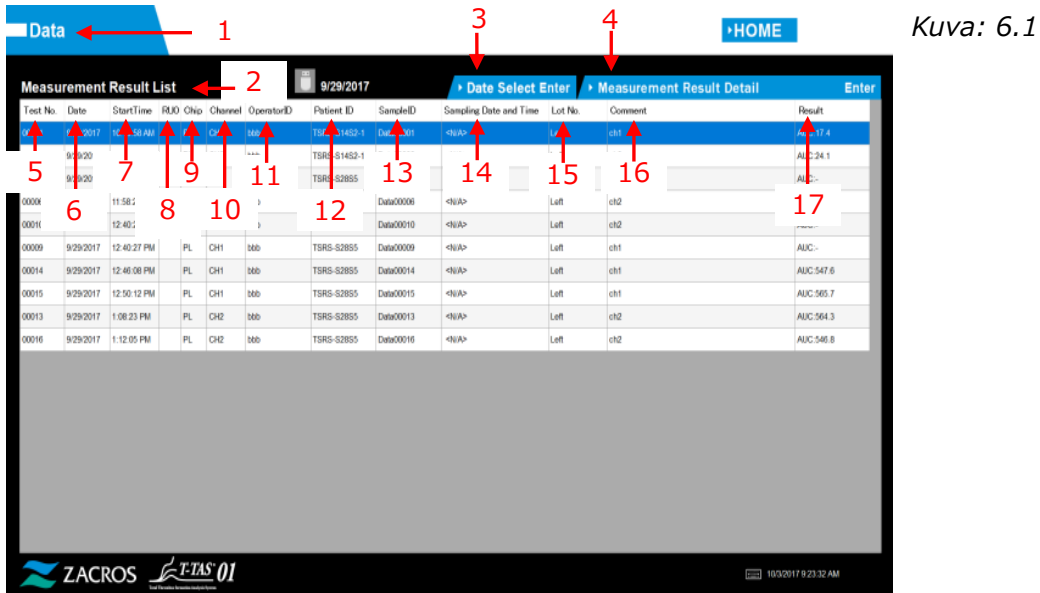 Data
1
3
4
HOME
Kuva: 6.1
Measurement Result List
2
9/29/2017
Date Select Enter
Measurement Result Detail
Enter
Test No. Date StartTime RUO Chip Channel OperatorID Patient ID SampleID Sampling Date and Time Lot No. Comment Result
bbb <N/A> ch1
TSRS-S14S2-1 AUC:24.1
TSRS-S28S5
5 7 9 11 13 14 15 16
6 8 10 12 17
Data00006 <N/A> Left ch2
Data00010 <N/A> Left ch2
00009 9/29/2017 12:40:27 PM PL CH1 bbb TSRS-S28S5 Data00009 <N/A> Left ch1 AUC:-
00014 9/29/2017 12:46:08 PM PL CH1 bbb TSRS-S28S5 Data00014 <N/A> Left ch1 AUC:547.6
00015 9/29/2017 12:50:12 PM PL CH1 bbb TSRS-S28S5 Data00015 <N/A> Left ch1 AUC:565.7
00013 9/29/2017 1:08:23 PM PL CH2 bbb TSRS-S28S5 Data00013 <N/A> Left ch2 AUC:564.3
00016 9/29/2017 1:12:05 PM PL CH2 bbb TSRS-S28S5 Data00016 <N/A> Left ch2 AUC:546.8
ZACROS T-TAS 01
10/3/2017 9:23:32 AM